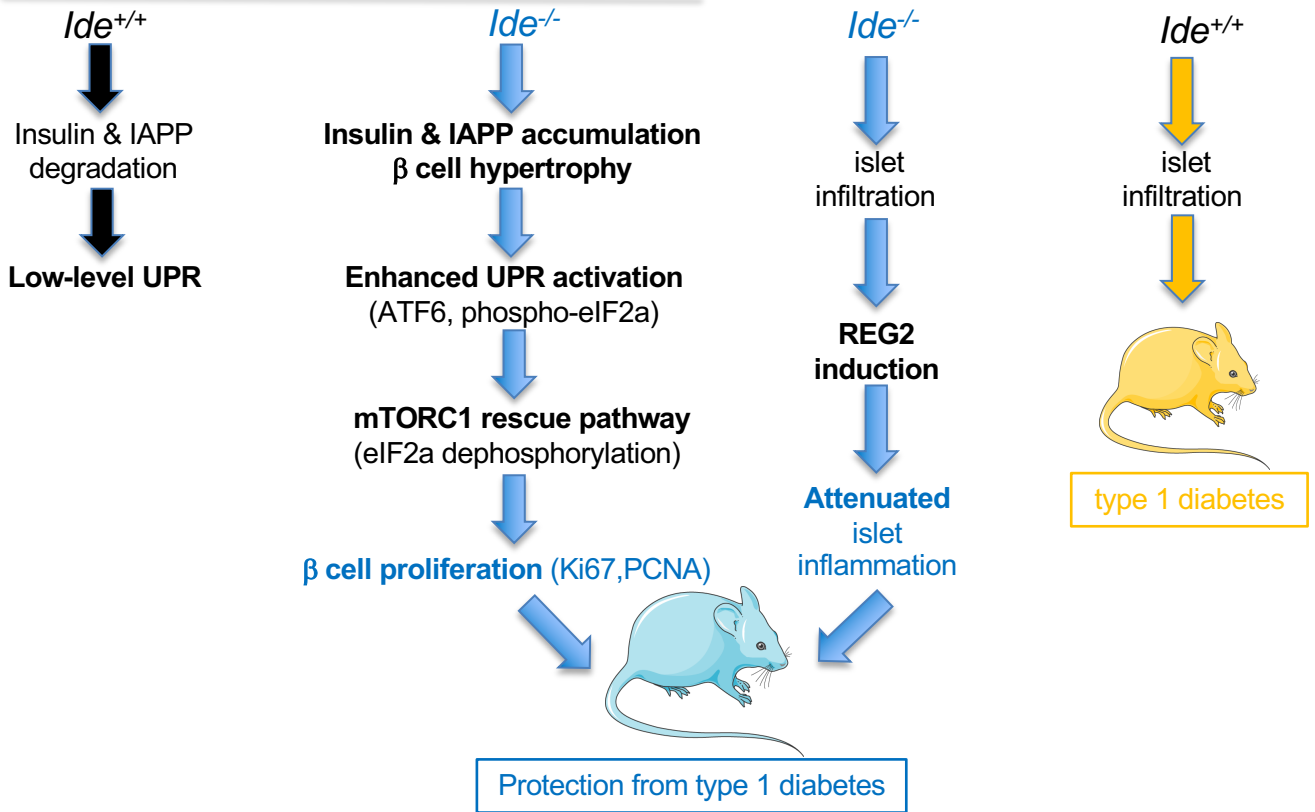 Ide+/+
Insulin & IAPP
degradation
Low-level UPR
Ide-/-
Insulin & IAPP accumulation
β cell hypertrophy
Enhanced UPR activation
(ATF6, phospho-eIF2a)
mTORC1 rescue pathway
(eIF2a dephosphorylation)
β cell proliferation (Ki67,PCNA)
Ide-/-
islet
infiltration
REG2
induction
Attenuated
islet
inflammation
Protection from type 1 diabetes
Ide+/+
islet
infiltration
type 1 diabetes